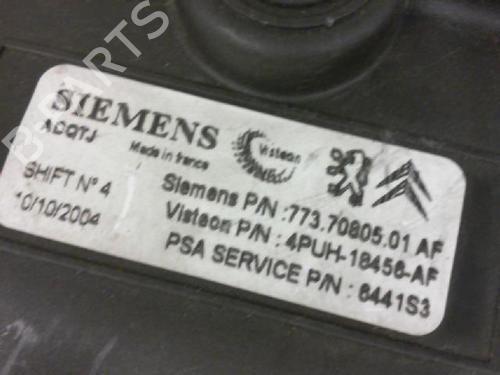 B-PARTS
SIEMENS
ACQTJ
Made in france
Visteon
SHIFT N° 4
10/10/2004
Siemens P/N :773.70805.01 AF
Visteon P/N : 4PUH-18456-AF
PSA SERVICE P/N : 6441S3